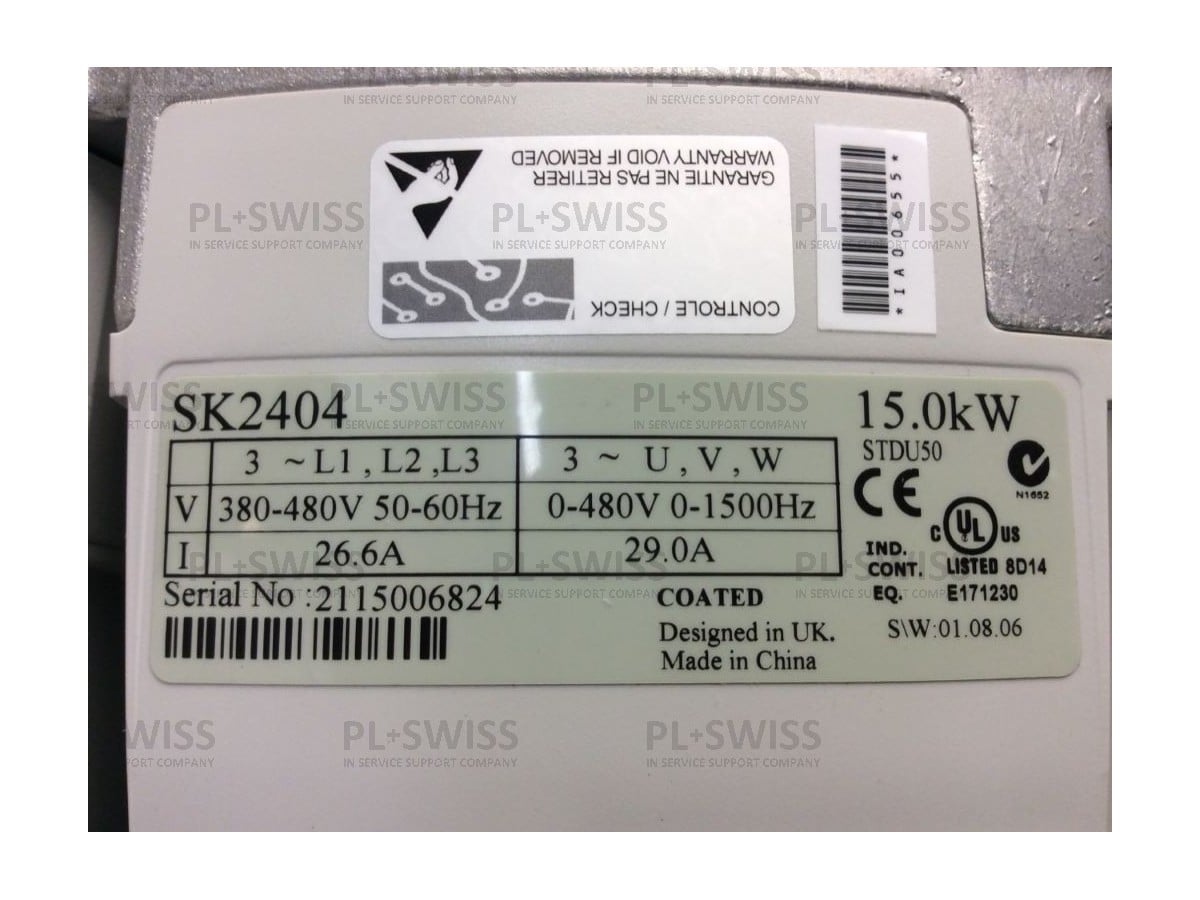 WARRANTY VOID IF REMOVED
GARANTIE NE PAS RETIRER
CONTROLE / CHECK
*IA00655*
SK2404
15.0kW
STDU50
3 ~ L1 , L2 ,L3
3 ~ U , V , W
V
380-480V 50-60Hz
0-480V 0-1500Hz
I
26.6A
29.0A
CE
N1652
C UL US
IND.
CONT.
EQ.
LISTED 8D14
E171230
Serial No :2115006824
COATED
Designed in UK.
Made in China
S\W:01.08.06
PL+SWISS
IN SERVICE SUPPORT COMPANY